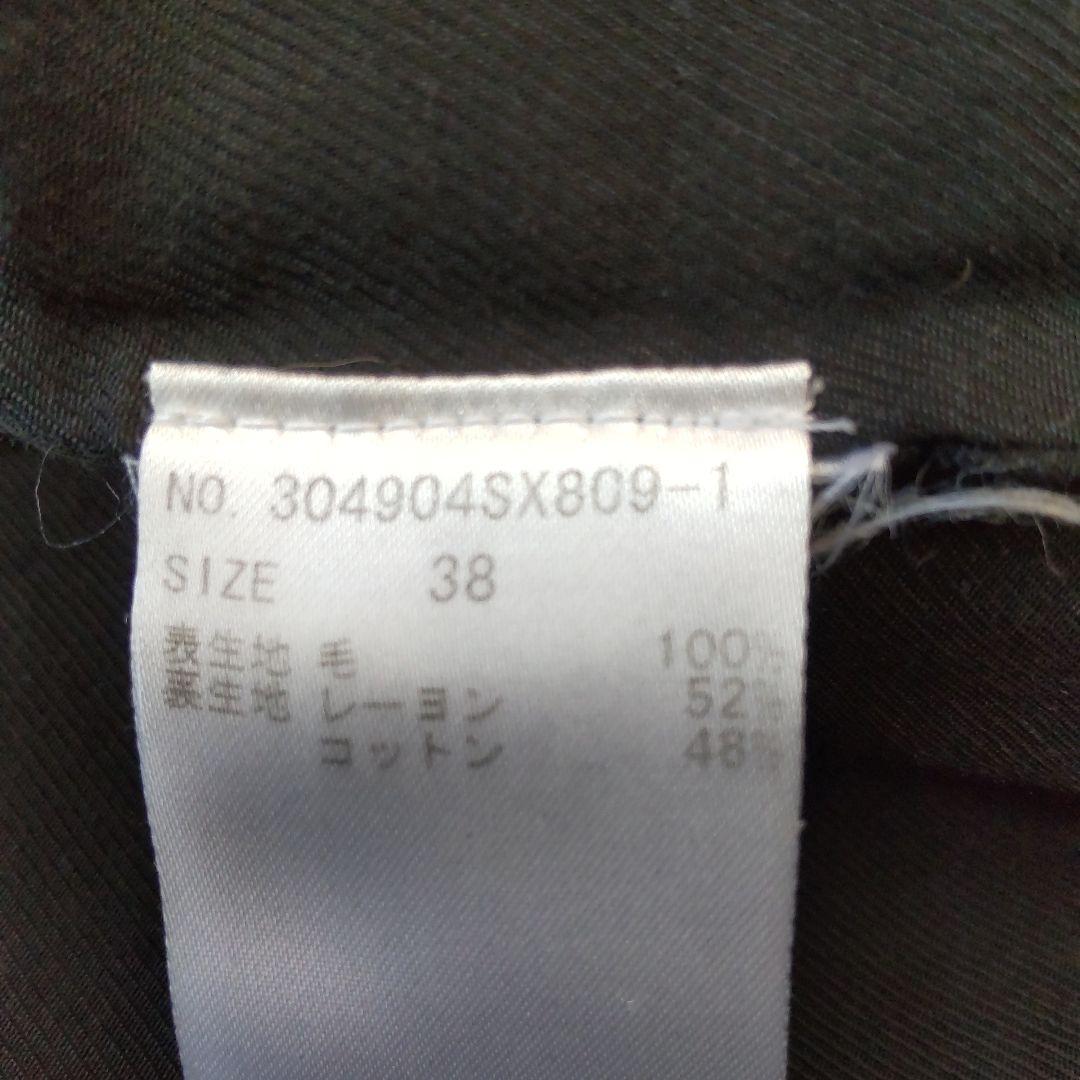 NO. 304904SX809-1
SIZE 38
表生地 毛 100%
裏生地 レーヨン 52%
コットン 48%